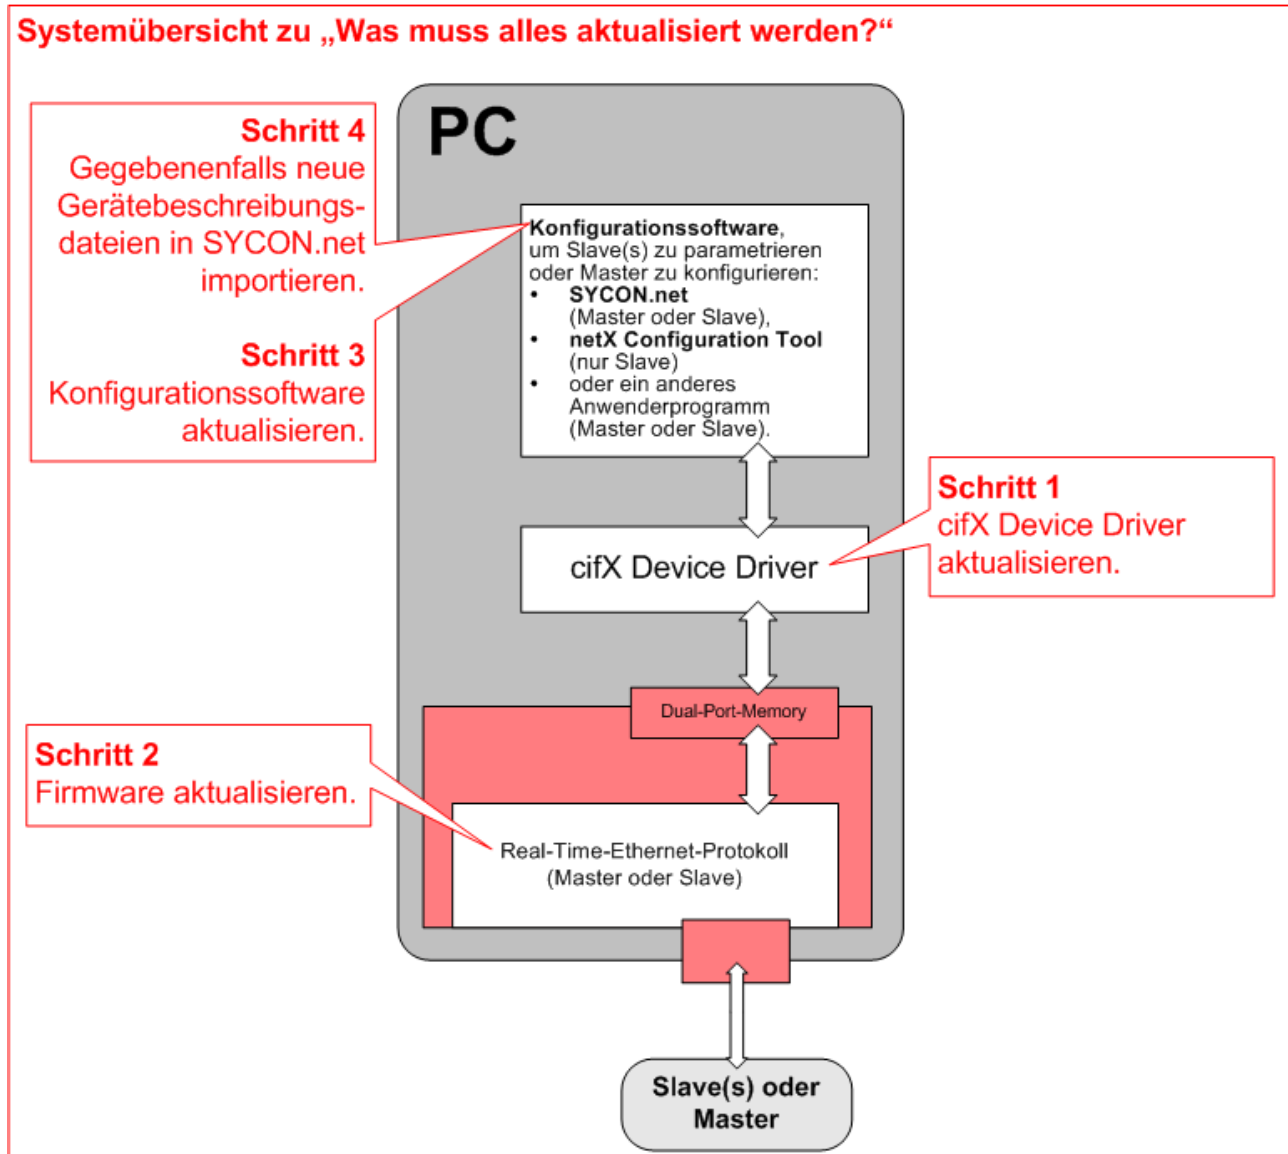 Systemübersicht zu „Was muss alles aktualisiert werden?“
PC
Schritt 4
Gegebenenfalls neue
Gerätebeschreibungs-
dateien in SYCON.net
importieren.
Schritt 3
Konfigurationssoftware
aktualisieren.
Konfigurationssoftware,
um Slave(s) zu parametrieren
oder Master zu konfigurieren:
• SYCON.net
(Master oder Slave),
• netX Configuration Tool
(nur Slave)
• oder ein anderes
Anwenderprogramm
(Master oder Slave).
Schritt 1
cifX Device Driver
aktualisieren.
cifX Device Driver
Dual-Port-Memory
Schritt 2
Firmware aktualisieren.
Real-Time-Ethernet-Protokoll
(Master oder Slave)
Slave(s) oder
Master